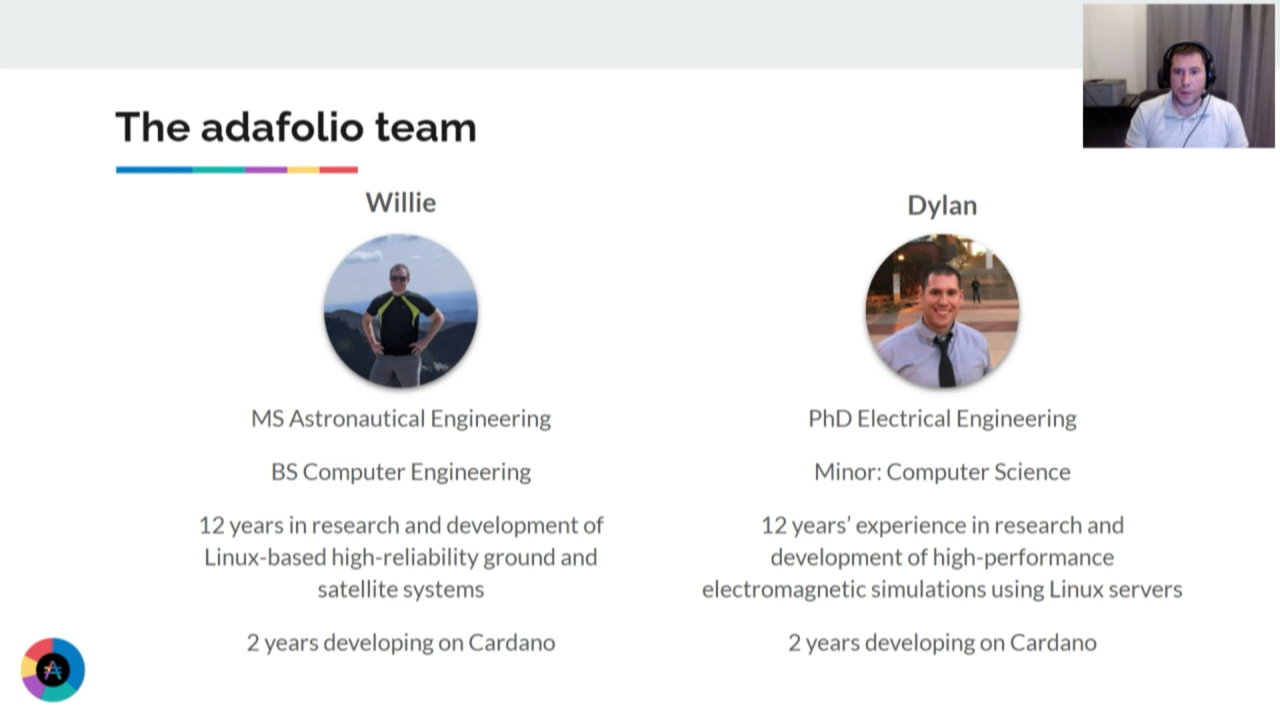 The adafolio team
Willie
MS Astronautical Engineering
BS Computer Engineering
12 years in research and development of
Linux-based high-reliability ground and
satellite systems
2 years developing on Cardano
Dylan
PhD Electrical Engineering
Minor: Computer Science
12 years’ experience in research and
development of high-performance
electromagnetic simulations using Linux servers
2 years developing on Cardano